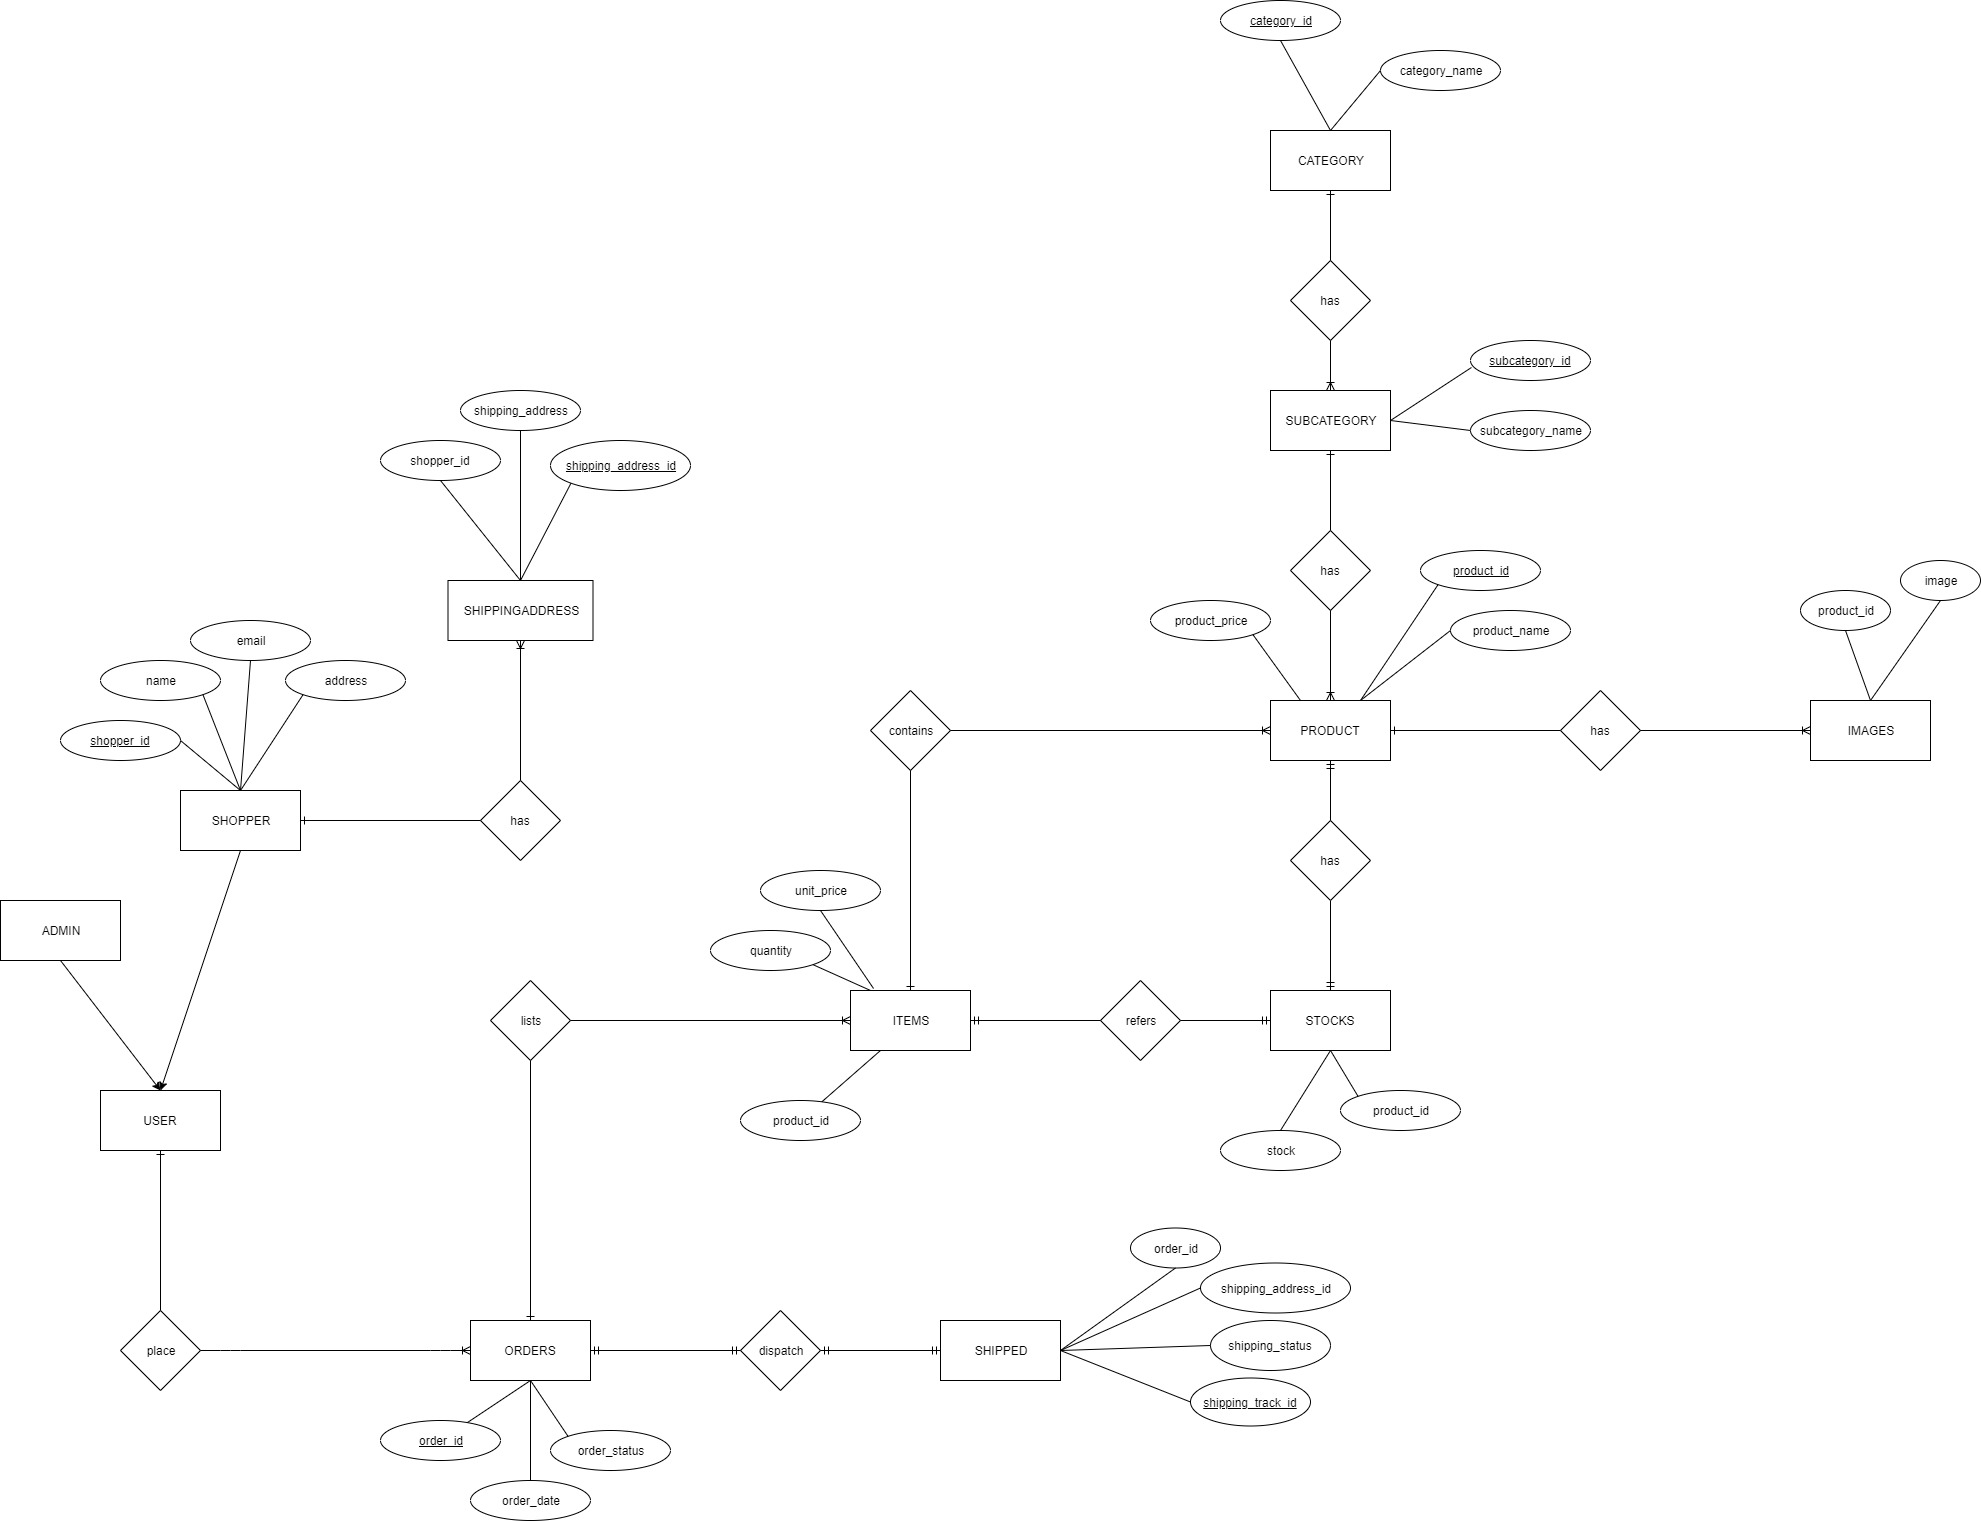 category_id
category_name
CATEGORY
has
subcategory_id
SUBCATEGORY
subcategory_name
shipping_address
shopper_id
shipping_address_id
SHIPPINGADDRESS
has
product_id
image
product_id
product_price
product_name
email
name
address
shopper_id
contains
PRODUCT
has
IMAGES
SHOPPER
has
has
unit_price
ADMIN
quantity
lists
ITEMS
refers
STOCKS
USER
product_id
product_id
stock
order_id
shipping_address_id
shipping_status
place
ORDERS
dispatch
SHIPPED
shipping_track_id
order_id
order_status
order_date